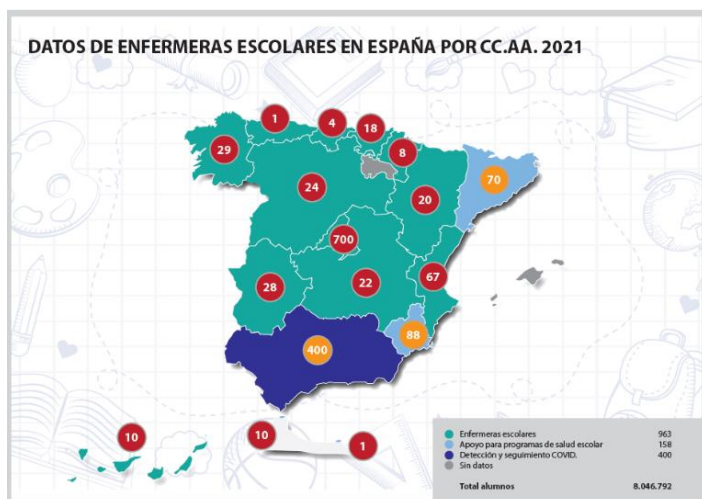 DATOS DE ENFERMERAS ESCOLARES EN ESPAÑA POR CC.AA. 2021
1
4
18
29
8
24
70
20
700
67
28
22
88
400
10
10
1
Enfermeras escolares 963
Apoyo para programas de salud escolar 158
Detección y seguimiento COVID. 400
Sin datos
Total alumnos 8.046.792